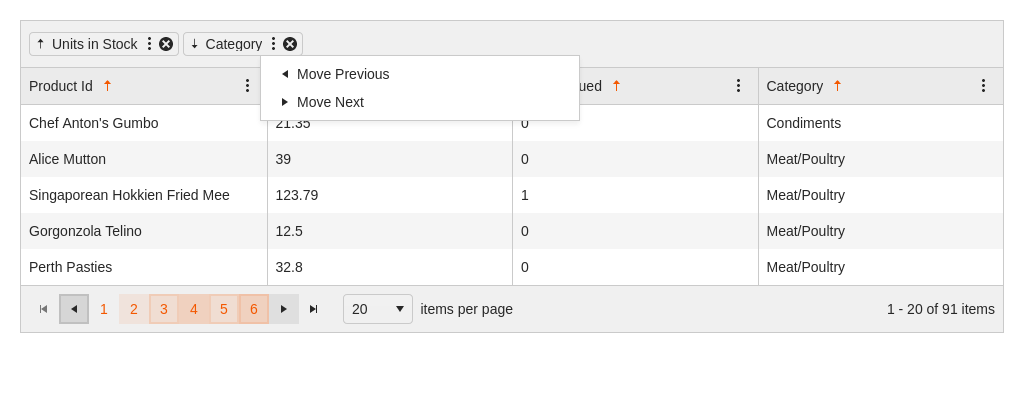 Units in Stock Category
Move Previous
Move Next
Product Id ued Category
Chef Anton's Gumbo 21.35 0 Condiments
Alice Mutton 39 0 Meat/Poultry
Singaporean Hokkien Fried Mee 123.79 1 Meat/Poultry
Gorgonzola Telino 12.5 0 Meat/Poultry
Perth Pasties 32.8 0 Meat/Poultry
1 2 3 4 5 6 20 items per page 1 - 20 of 91 items